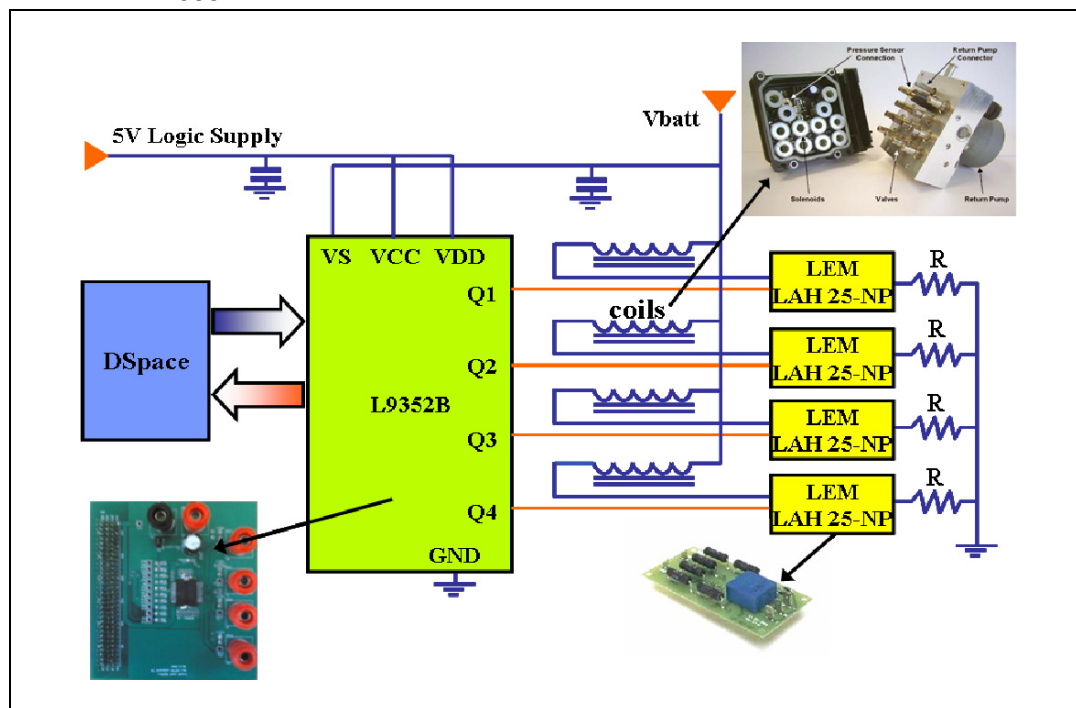 Pressure Sensor
Connection
Return Pump
Connector
Solenoids
Valves
Return Pump
Vbatt
5V Logic Supply
VS VCC VDD
Q1
Q2
Q3
Q4
L9352B
GND
DSpace
coils
LEM
LAH 25-NP
R
LEM
LAH 25-NP
R
LEM
LAH 25-NP
R
LEM
LAH 25-NP
R